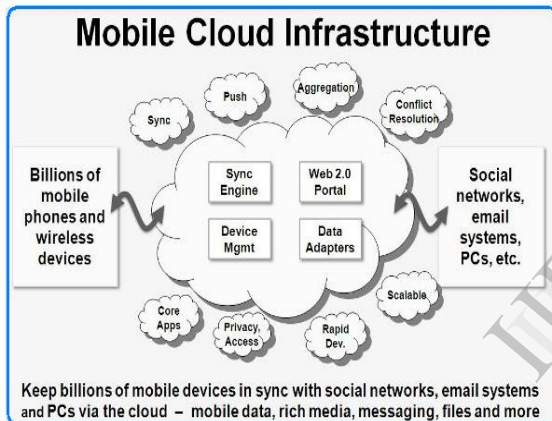 Mobile Cloud Infrastructure
Aggregation
Push
Conflict
Resolution
Sync
Billions of
mobile
phones and
wireless
devices
Sync
Engine
Web 2.0
Portal
Device
Mgmt
Data
Adapters
Social
networks,
email
systems,
PCs, etc.
Scalable
Core
Apps
Privacy,
Access
Rapid
Dev.
Keep billions of mobile devices in sync with social networks, email systems
and PCs via the cloud – mobile data, rich media, messaging, files and more